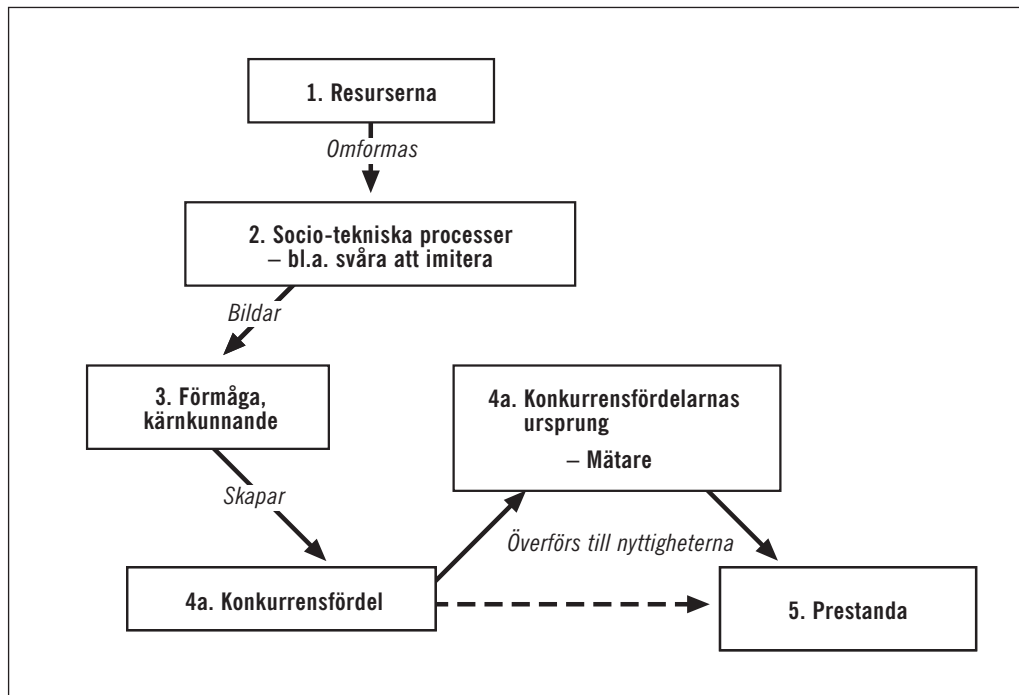 1. Resurserna
Omformas
2. Socio-tekniska processer
– bl.a. svåra att imitera
Bildar
3. Förmåga,
kärnkunnande
4a. Konkurrensfördelarnas
ursprung
– Mätare
Skapar
Överförs till nyttigheterna
4a. Konkurrensfördel
5. Prestanda